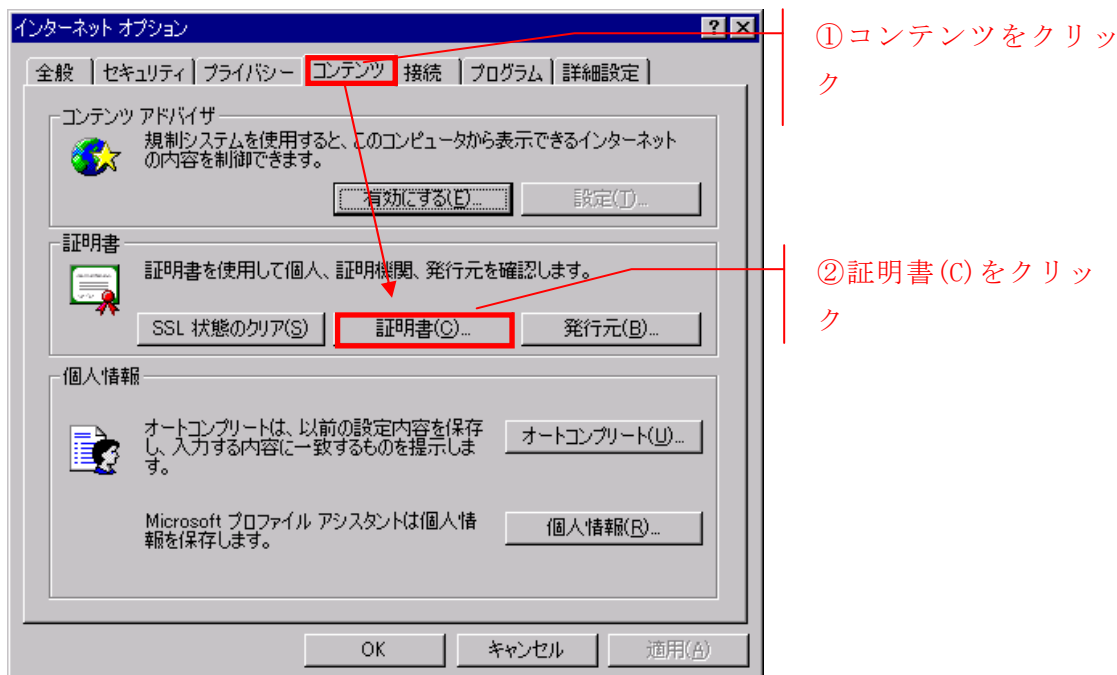 インターネット オプション
①コンテンツをクリッ
ク
全般 セキュリティ プライバシー コンテンツ 接続 プログラム 詳細設定
コンテンツ アドバイザ
規制システムを使用すると、このコンピュータから表示できるインターネット
の内容を制御できます。
有効にする(E)... 設定(T)...
証明書
証明書を使用して個人、証明機関、発行元を確認します。
②証明書(C)をクリッ
ク
SSL 状態のクリア(S) 証明書(C)... 発行元(B)...
個人情報
オートコンプリートは、以前の設定内容を保存
し、入力する内容に一致するものを提示しま
す。
オートコンプリート(U)...
Microsoft プロファイル アシスタントは個人情
報を保存します。
個人情報(R)...
OK キャンセル 適用(A)